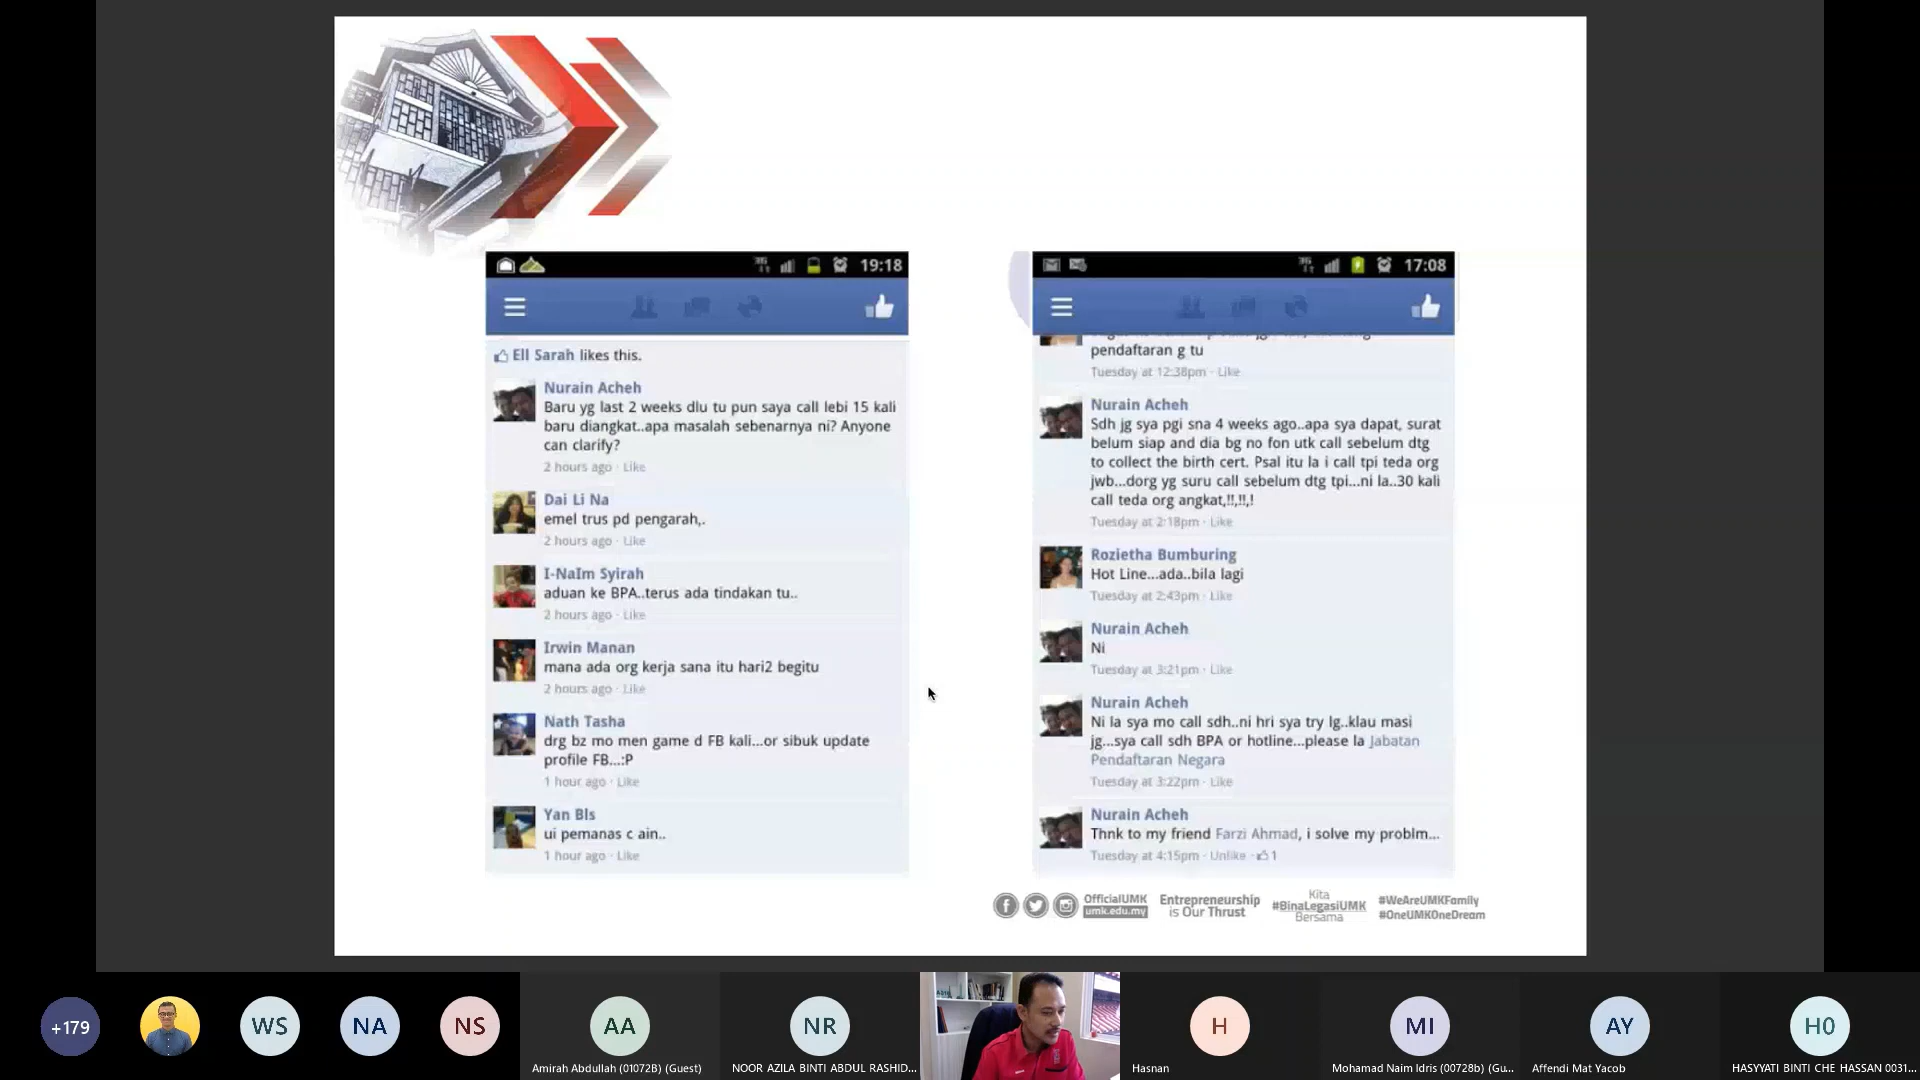 19:18
Ell Sarah likes this.
Nurain Acheh
Baru yg last 2 weeks dlu tu pun saya call lebi 15 kali
baru diangkat..apa masalah sebenarnya ni? Anyone
can clarify?
2 hours ago · Like
Dai Li Na
emel trus pd pengarah,.
2 hours ago · Like
I-NaIm Syirah
aduan ke BPA..terus ada tindakan tu..
2 hours ago · Like
Irwin Manan
mana ada org kerja sana itu hari2 begitu
2 hours ago · Like
Nath Tasha
drg bz mo men game d FB kali...or sibuk update
profile FB...:P
1 hour ago · Like
Yan Bls
ui pemanas c ain..
1 hour ago · Like
17:08
pendaftaran g tu
Tuesday at 12:38pm · Like
Nurain Acheh
Sdh jg sya pgi sna 4 weeks ago..apa sya dapat, surat
belum siap and dia bg no fon utk call sebelum dtg
to collect the birth cert. Psal itu la i call tpi teda org
jwb...dorg yg suru call sebelum dtg tpi...ni la..30 kali
call teda org angkat,!!,!!,!
Tuesday at 2:18pm · Like
Rozietha Bumburing
Hot Line...ada..bila lagi
Tuesday at 2:43pm · Like
Nurain Acheh
Ni
Tuesday at 3:21pm · Like
Nurain Acheh
Ni la sya mo call sdh..ni hri sya try lg..klau masi
jg...sya call sdh BPA or hotline...please la Jabatan
Pendaftaran Negara
Tuesday at 3:22pm · Like
Nurain Acheh
Thnk to my friend Farzi Ahmad, i solve my problm...
Tuesday at 4:15pm · Unlike · 1
OfficialUMK
umk.edu.my
Entrepreneurship
is Our Thrust
Kita
#BinaLegasiUMK
Bersama
#WeAreUMKFamily
#OneUMKOneDream
+179
WS
NA
NS
AA
Amirah Abdullah (01072B) (Guest)
NR
NOOR AZILA BINTI ABDUL RASHID...
H
Hasnan
MI
Mohamad Naim Idris (00728b) (Gu...
AY
Affendi Mat Yacob
H0
HASYYATI BINTI CHE HASSAN 0031...